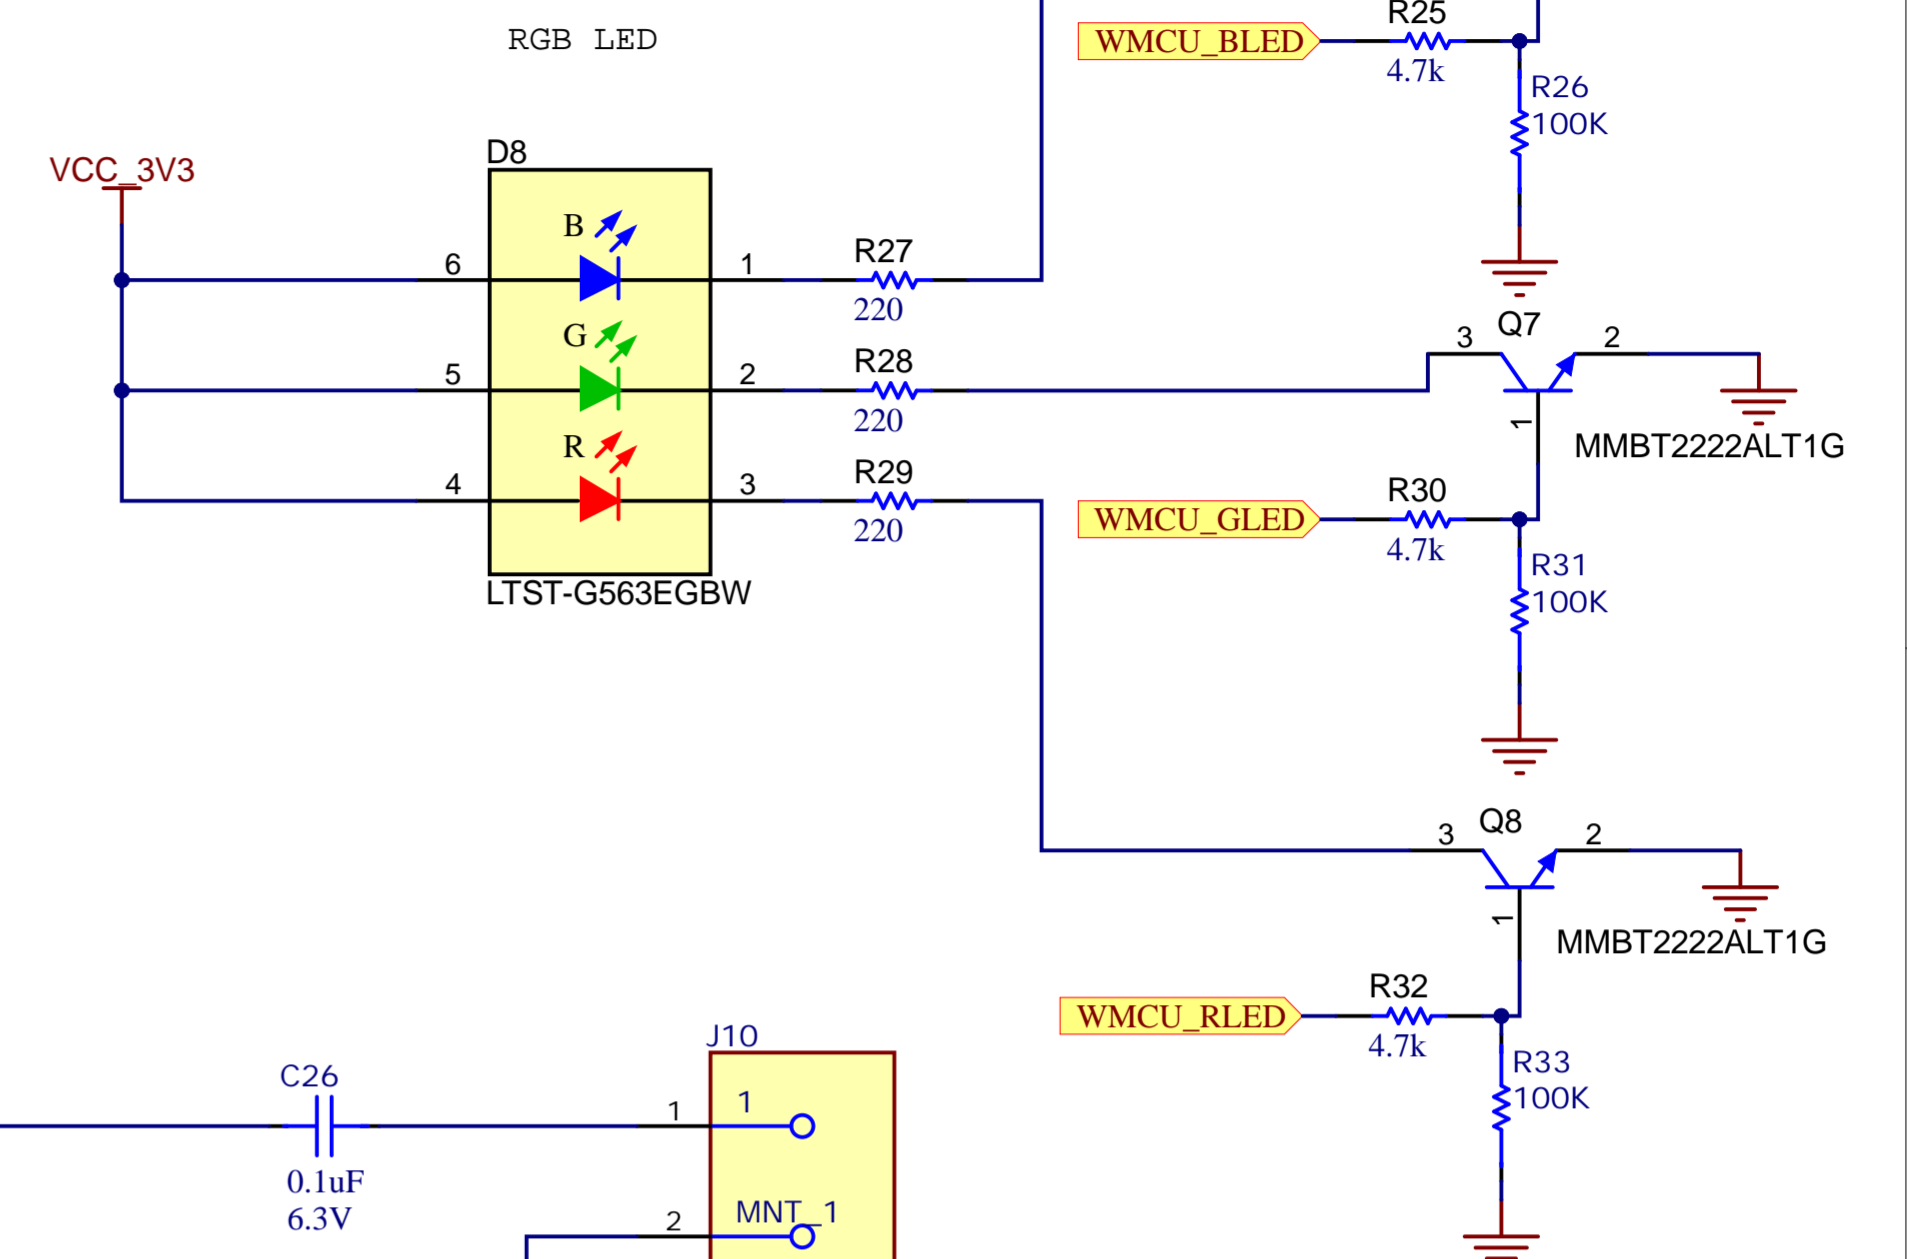 RGB LED
VCC_3V3
D8
B
6
1
R27
220
G
5
2
R28
220
R
4
3
R29
220
LTST-G563EGBW
WMCU_BLED
R25
4.7k
R26
100K
Q7
3
2
1
MMBT2222ALT1G
WMCU_GLED
R30
4.7k
R31
100K
Q8
3
2
1
MMBT2222ALT1G
WMCU_RLED
R32
4.7k
R33
100K
C26
0.1uF
6.3V
J10
1
1
2
MNT_1